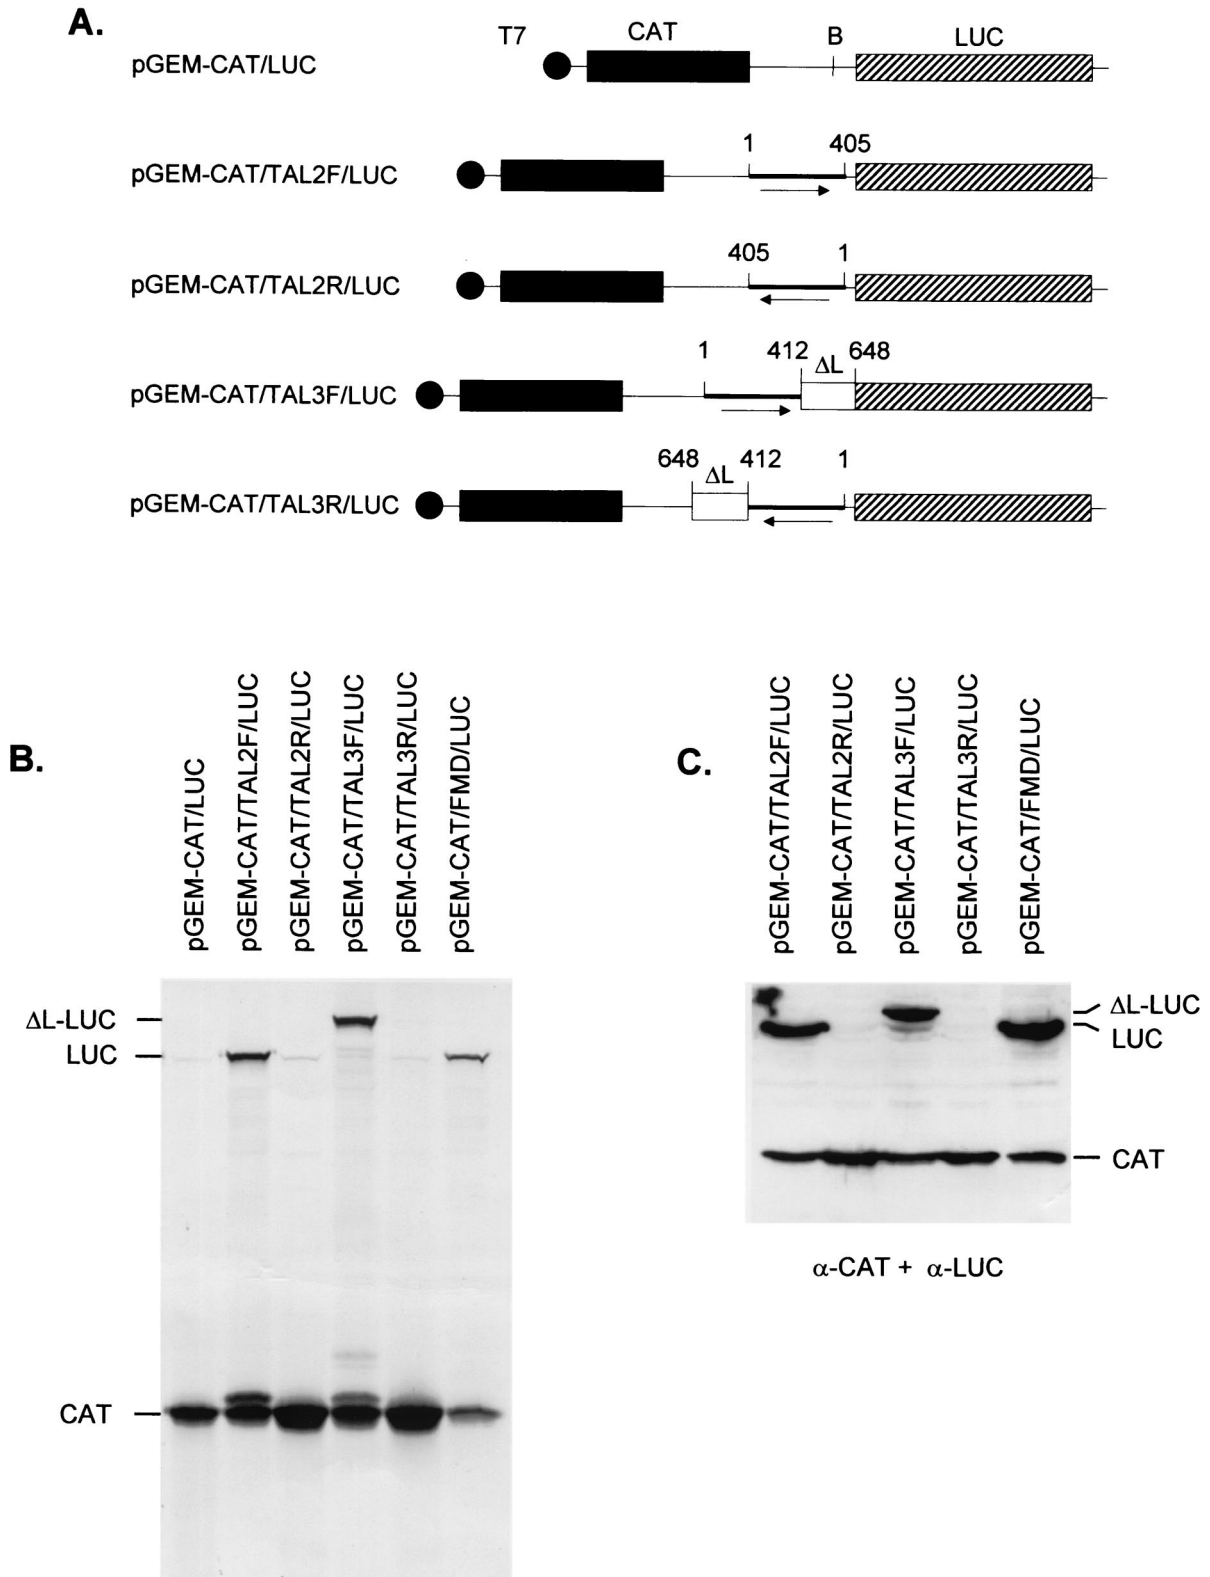 A.
T7 CAT B LUC
pGEM-CAT/LUC
1 405
pGEM-CAT/TAL2F/LUC
405 1
pGEM-CAT/TAL2R/LUC
1 412 ΔL 648
pGEM-CAT/TAL3F/LUC
648 ΔL 412 1
pGEM-CAT/TAL3R/LUC
B.
pGEM-CAT/LUC
pGEM-CAT/TAL2F/LUC
pGEM-CAT/TAL2R/LUC
pGEM-CAT/TAL3F/LUC
pGEM-CAT/TAL3R/LUC
pGEM-CAT/FMD/LUC
ΔL-LUC
LUC
CAT
C.
pGEM-CAT/TAL2F/LUC
pGEM-CAT/TAL2R/LUC
pGEM-CAT/TAL3F/LUC
pGEM-CAT/TAL3R/LUC
pGEM-CAT/FMD/LUC
ΔL-LUC
LUC
CAT
α-CAT + α-LUC